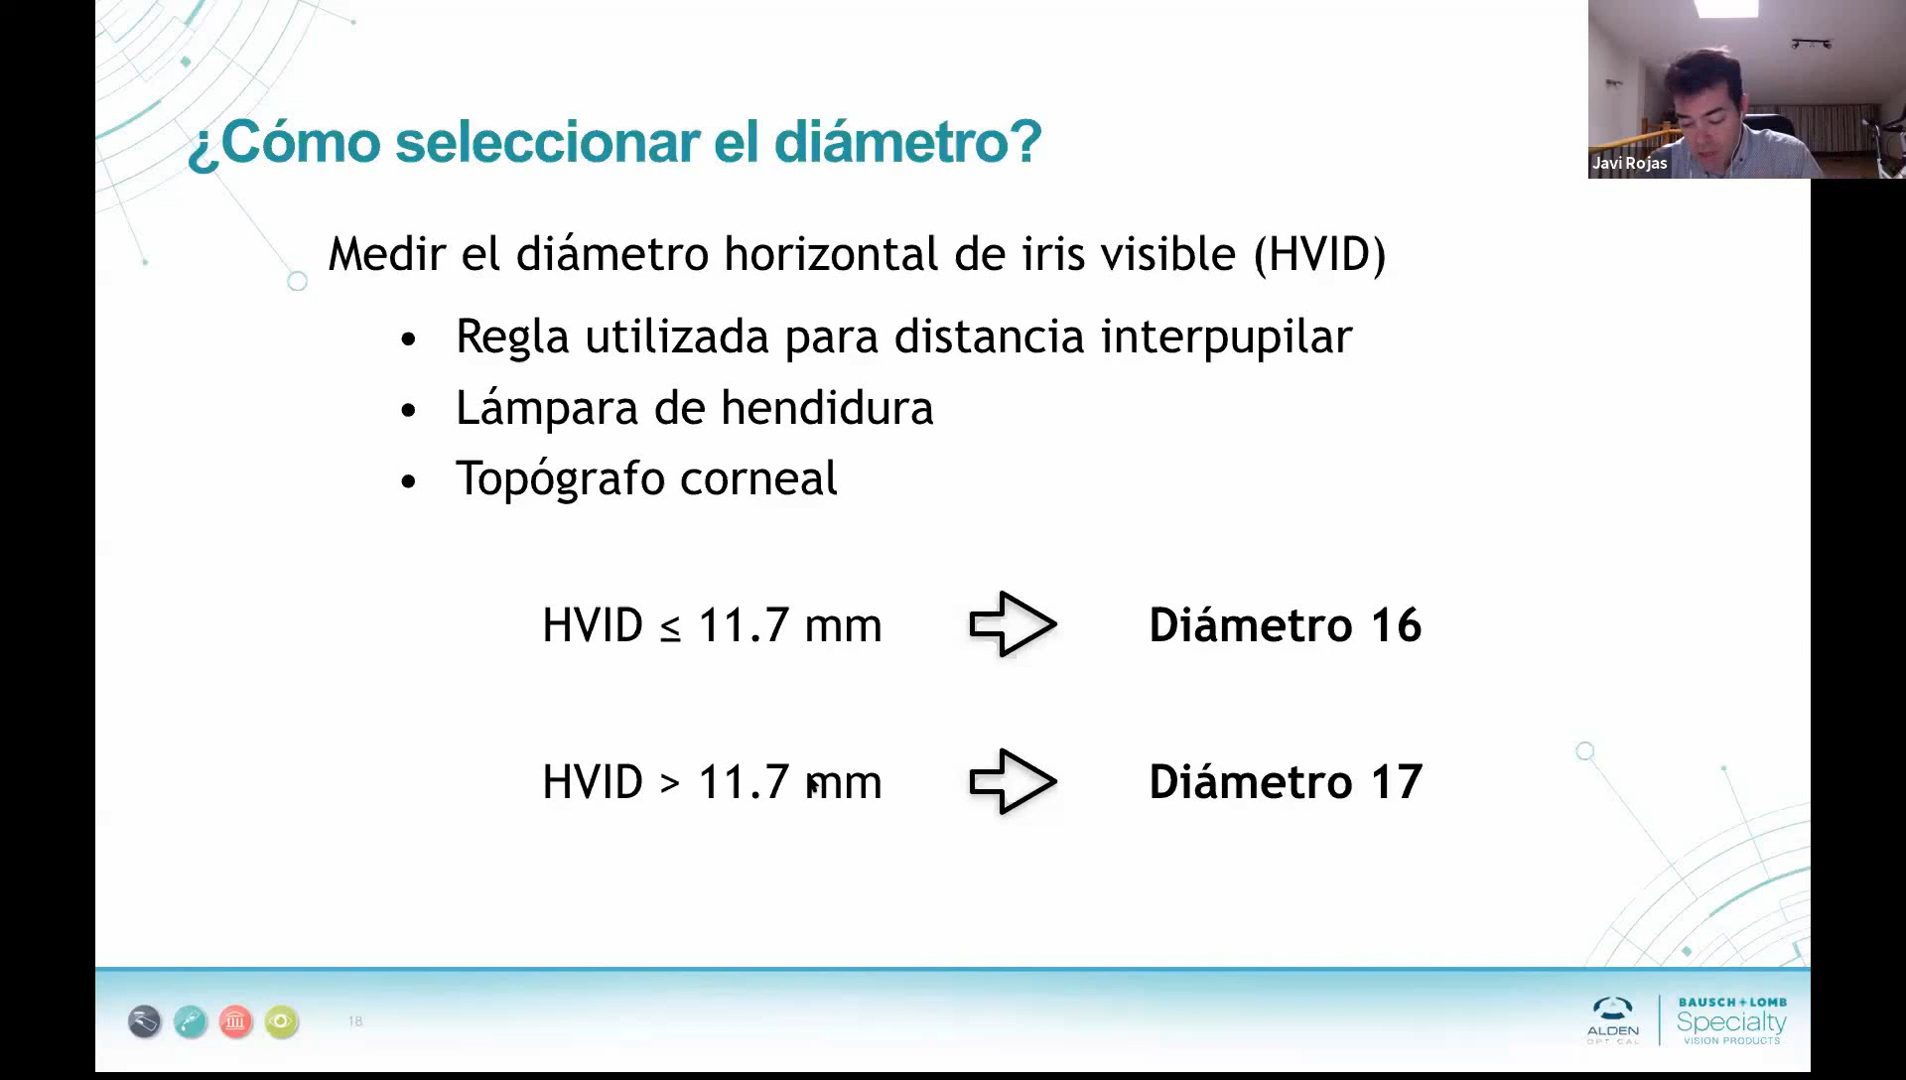 ¿Cómo seleccionar el diámetro?
Javi Rojas
Medir el diámetro horizontal de iris visible (HVID)
• Regla utilizada para distancia interpupilar
• Lámpara de hendidura
• Topógrafo corneal
HVID ≤ 11.7 mm Diámetro 16
HVID > 11.7 mm Diámetro 17
18
ALDEN
OPTICAL
BAUSCH + LOMB
Specialty
VISION PRODUCTS